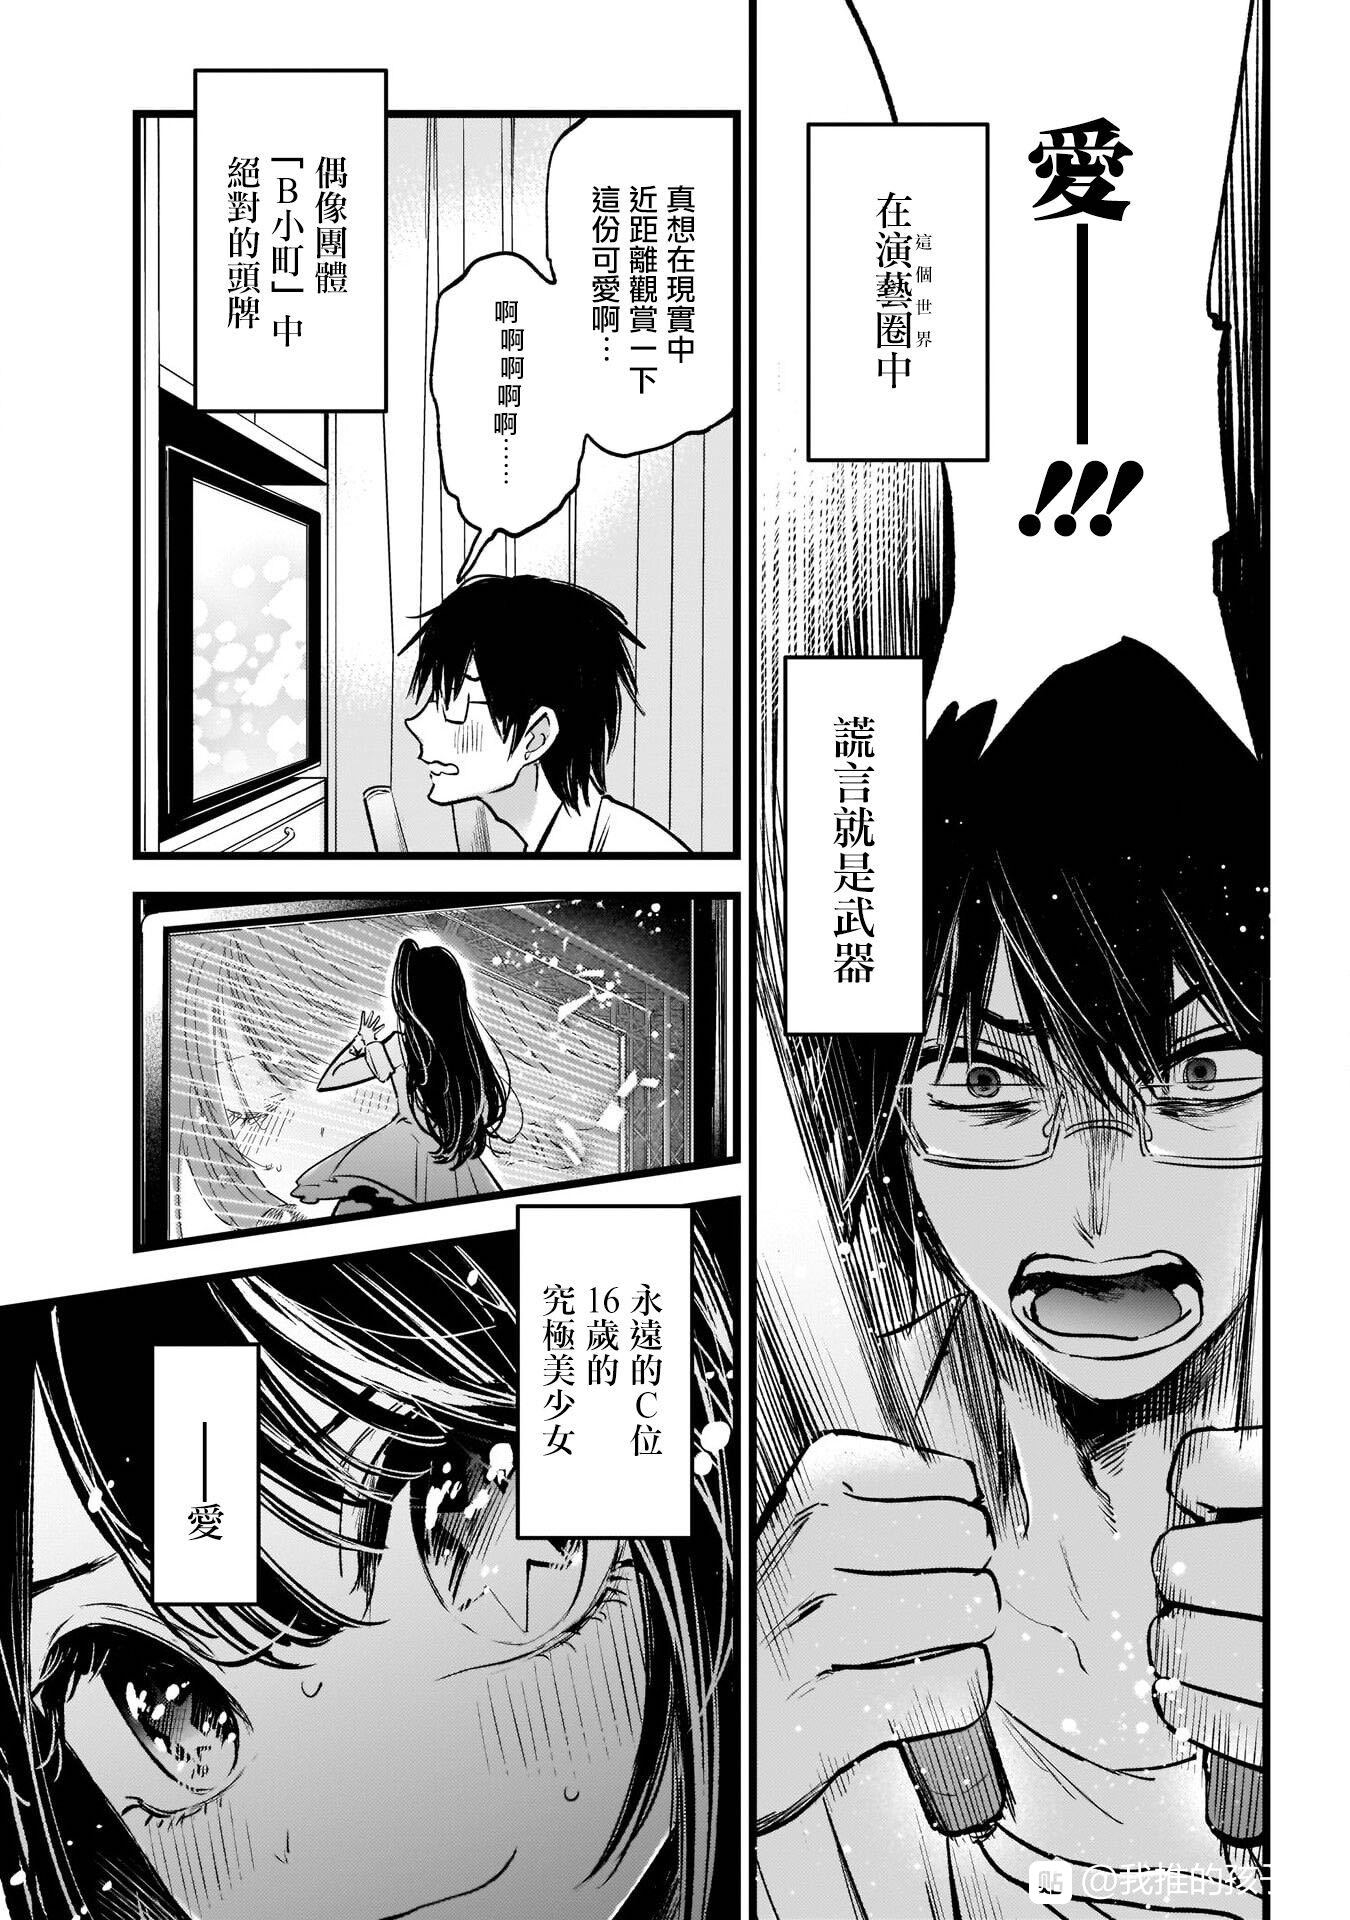 愛——!!!
在演藝圈中
這個世界
謊言就是武器
真想在現實中
近距離觀賞一下
這份可愛啊…
啊啊啊啊啊……
偶像團體
「B小町」中
絕對的頭牌
永遠的C位
16歲的
究極美少女
——愛
貼 @我推的孩子